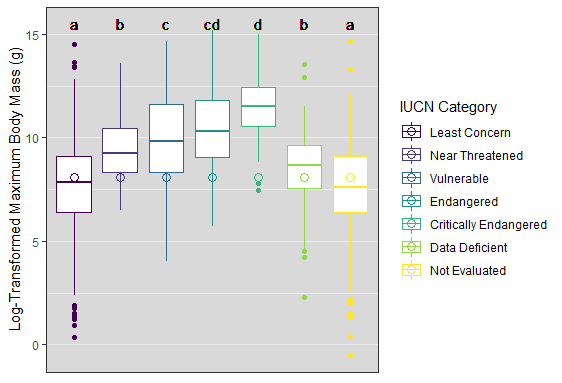 a b c cd d b a
15
10
5
0
Log-Transformed Maximum Body Mass (g)
IUCN Category
Least Concern
Near Threatened
Vulnerable
Endangered
Critically Endangered
Data Deficient
Not Evaluated